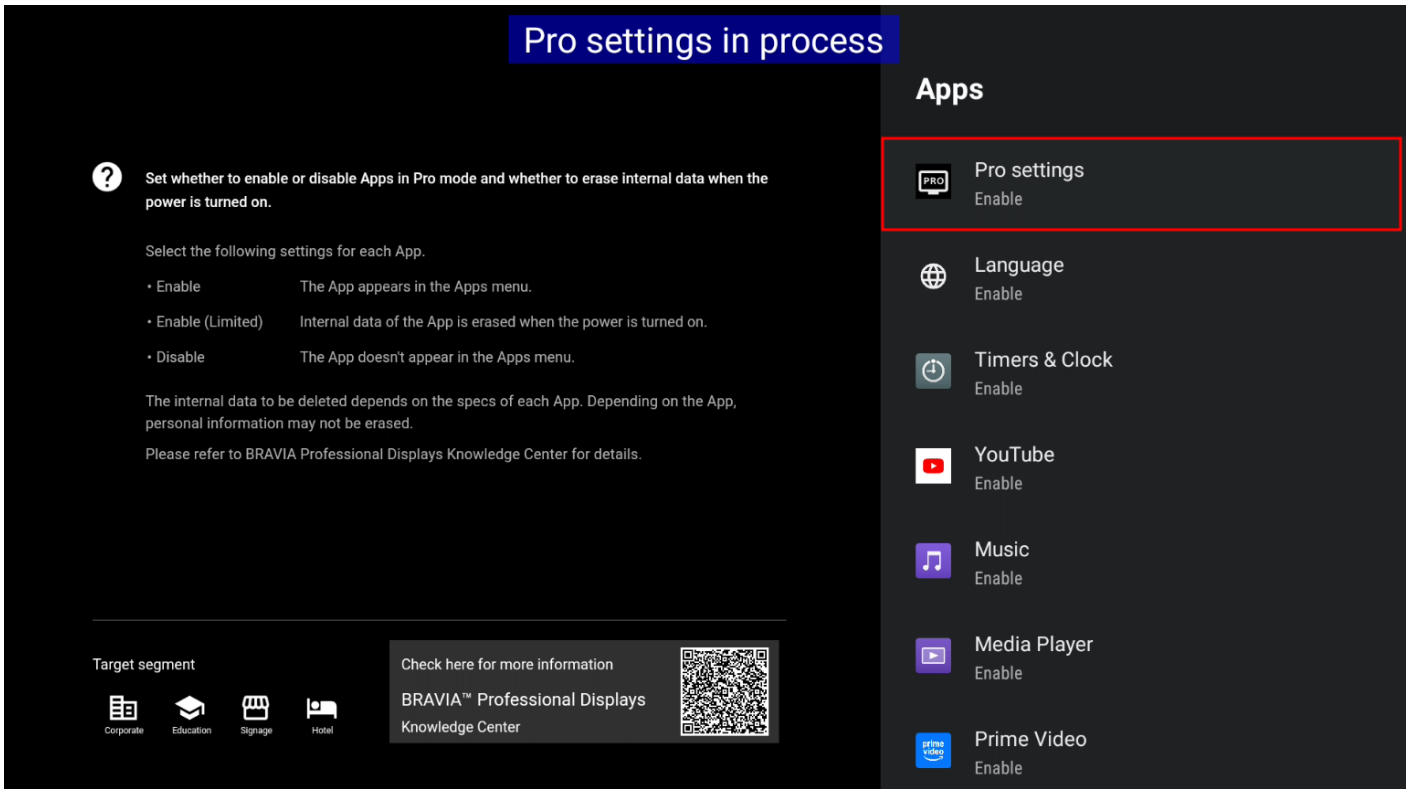 Pro settings in process
Set whether to enable or disable Apps in Pro mode and whether to erase internal data when the
power is turned on.
Select the following settings for each App.
• Enable The App appears in the Apps menu.
• Enable (Limited) Internal data of the App is erased when the power is turned on.
• Disable The App doesn't appear in the Apps menu.
The internal data to be deleted depends on the specs of each App. Depending on the App,
personal information may not be erased.
Please refer to BRAVIA Professional Displays Knowledge Center for details.
Target segment
Corporate Education Signage Hotel
Check here for more information
BRAVIA™ Professional Displays
Knowledge Center
Apps
PRO
Pro settings
Enable
Language
Enable
Timers & Clock
Enable
YouTube
Enable
Music
Enable
Media Player
Enable
prime
video
Prime Video
Enable